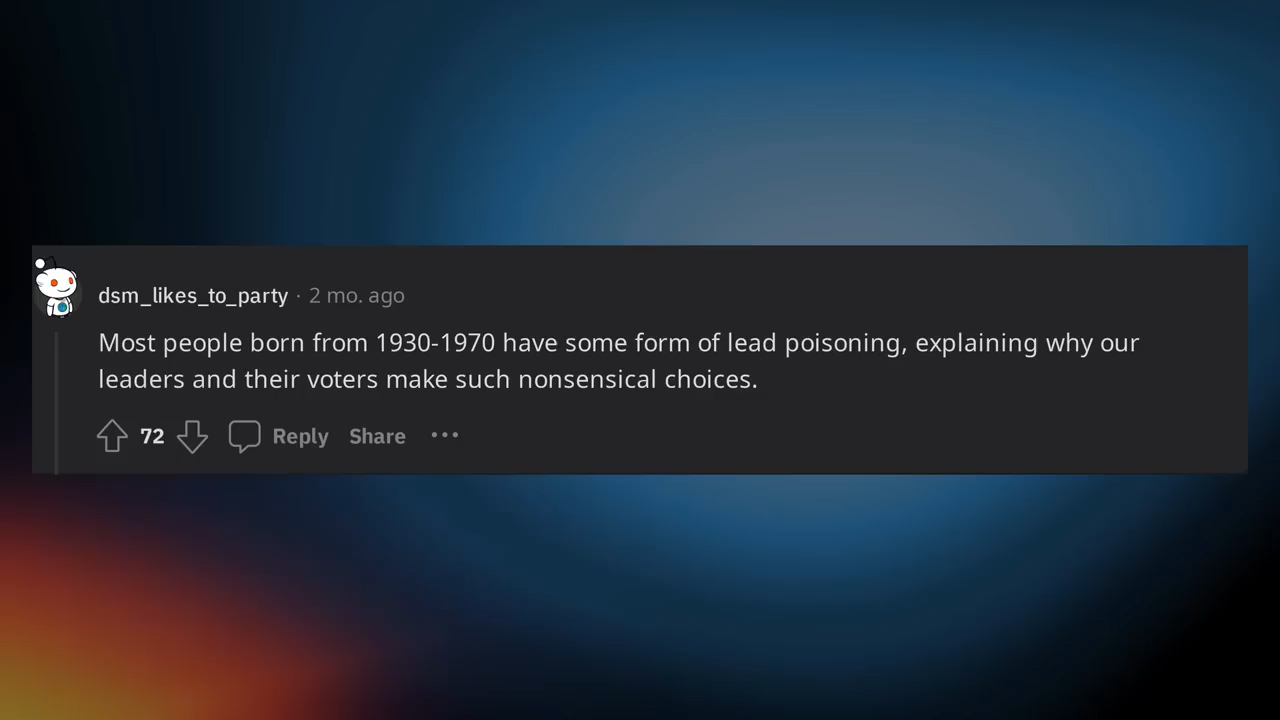 dsm_likes_to_party · 2 mo. ago
Most people born from 1930-1970 have some form of lead poisoning, explaining why our
leaders and their voters make such nonsensical choices.
72 Reply Share •••